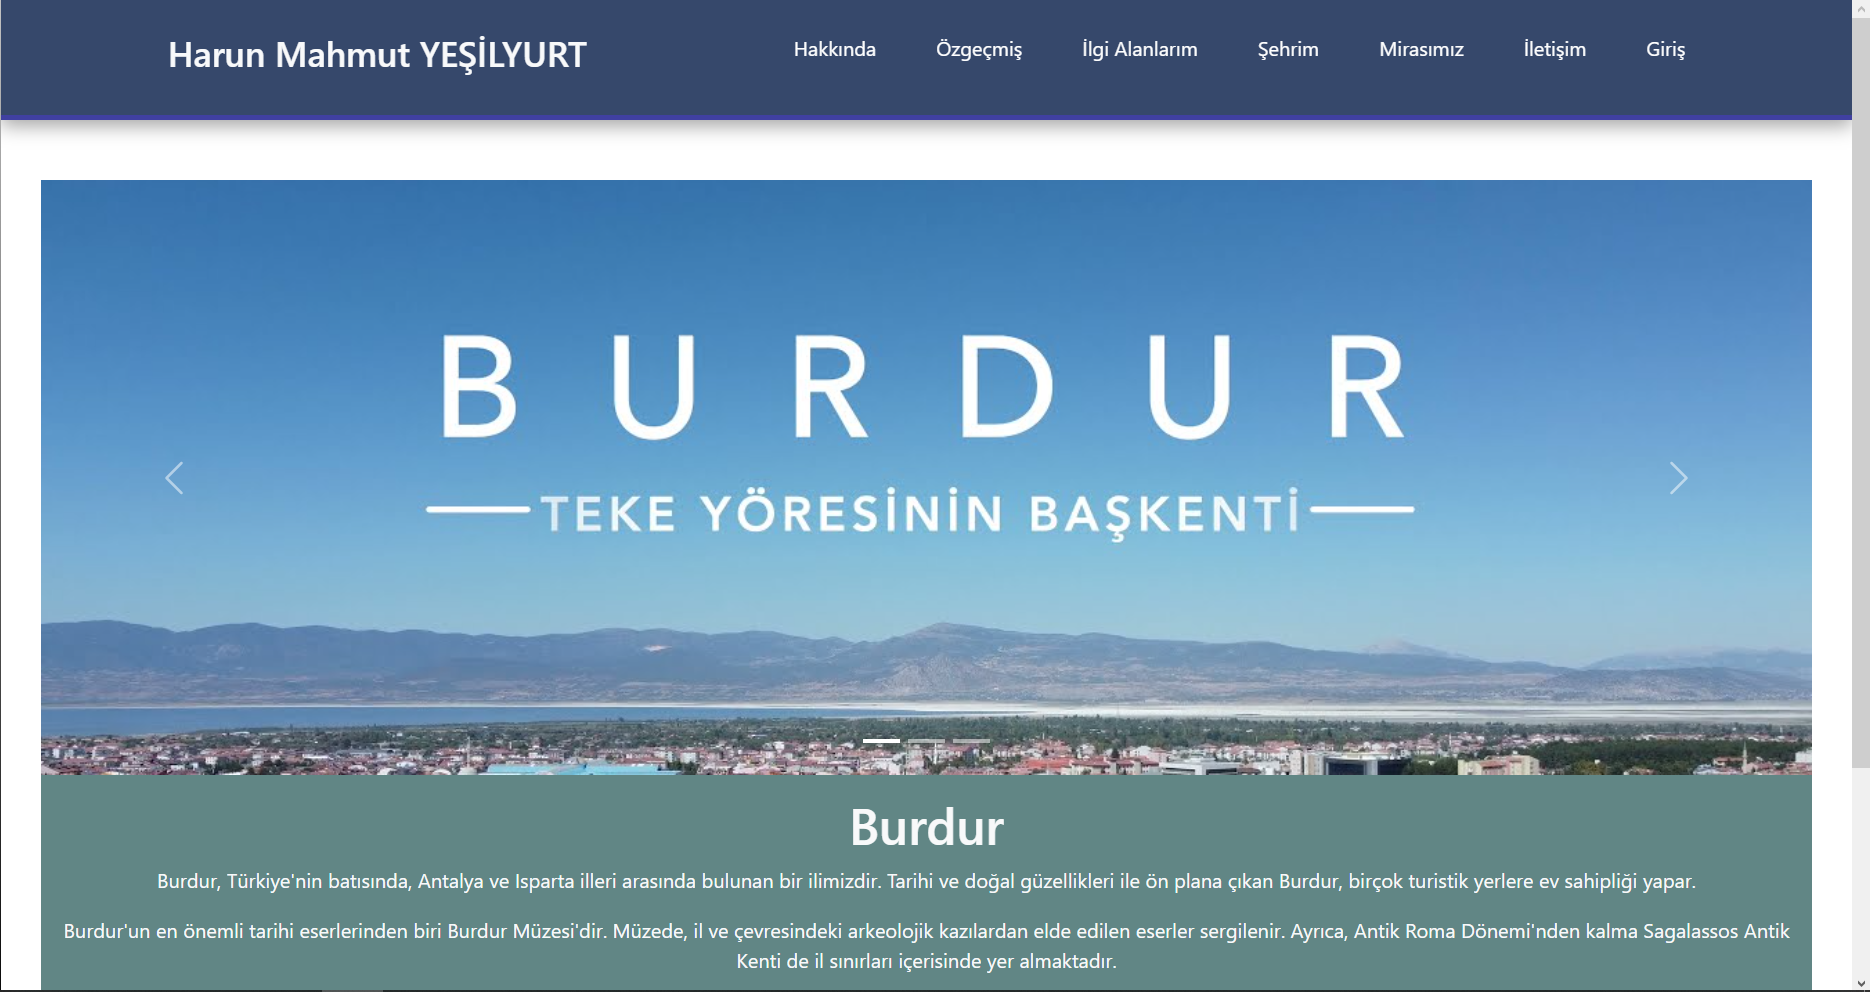 Harun Mahmut YEŞİLYURT
Hakkında Özgeçmiş İlgi Alanlarım Şehrim Mirasımız İletişim Giriş
BURDUR
TEKE YÖRESİNİN BAŞKENTİ
Burdur
Burdur, Türkiye'nin batısında, Antalya ve Isparta illeri arasında bulunan bir ilimizdir. Tarihi ve doğal güzellikleri ile ön plana çıkan Burdur, birçok turistik yerlere ev sahipliği yapar.
Burdur'un en önemli tarihi eserlerinden biri Burdur Müzesi'dir. Müzede, il ve çevresindeki arkeolojik kazılardan elde edilen eserler sergilenir. Ayrıca, Antik Roma Dönemi'nden kalma Sagalassos Antik
Kenti de il sınırları içerisinde yer almaktadır.